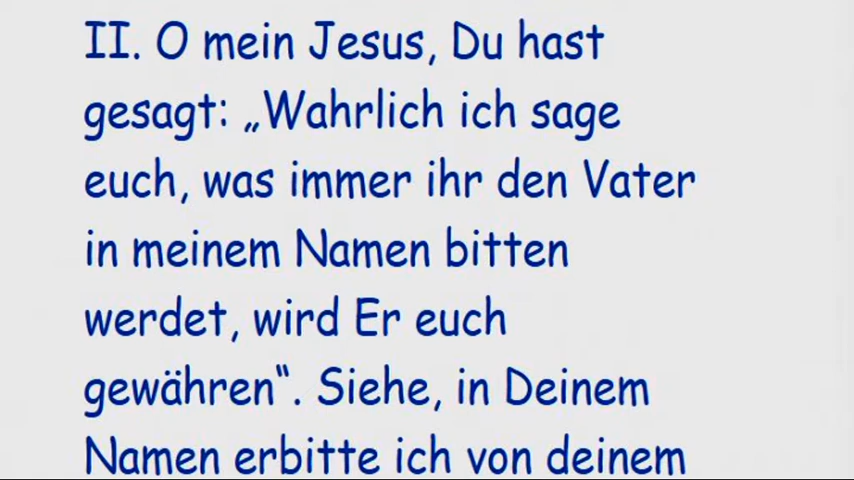 II. O mein Jesus, Du hast
gesagt: „Wahrlich ich sage
euch, was immer ihr den Vater
in meinem Namen bitten
werdet, wird Er euch
gewähren“. Siehe, in Deinem
Namen erbitte ich von deinem